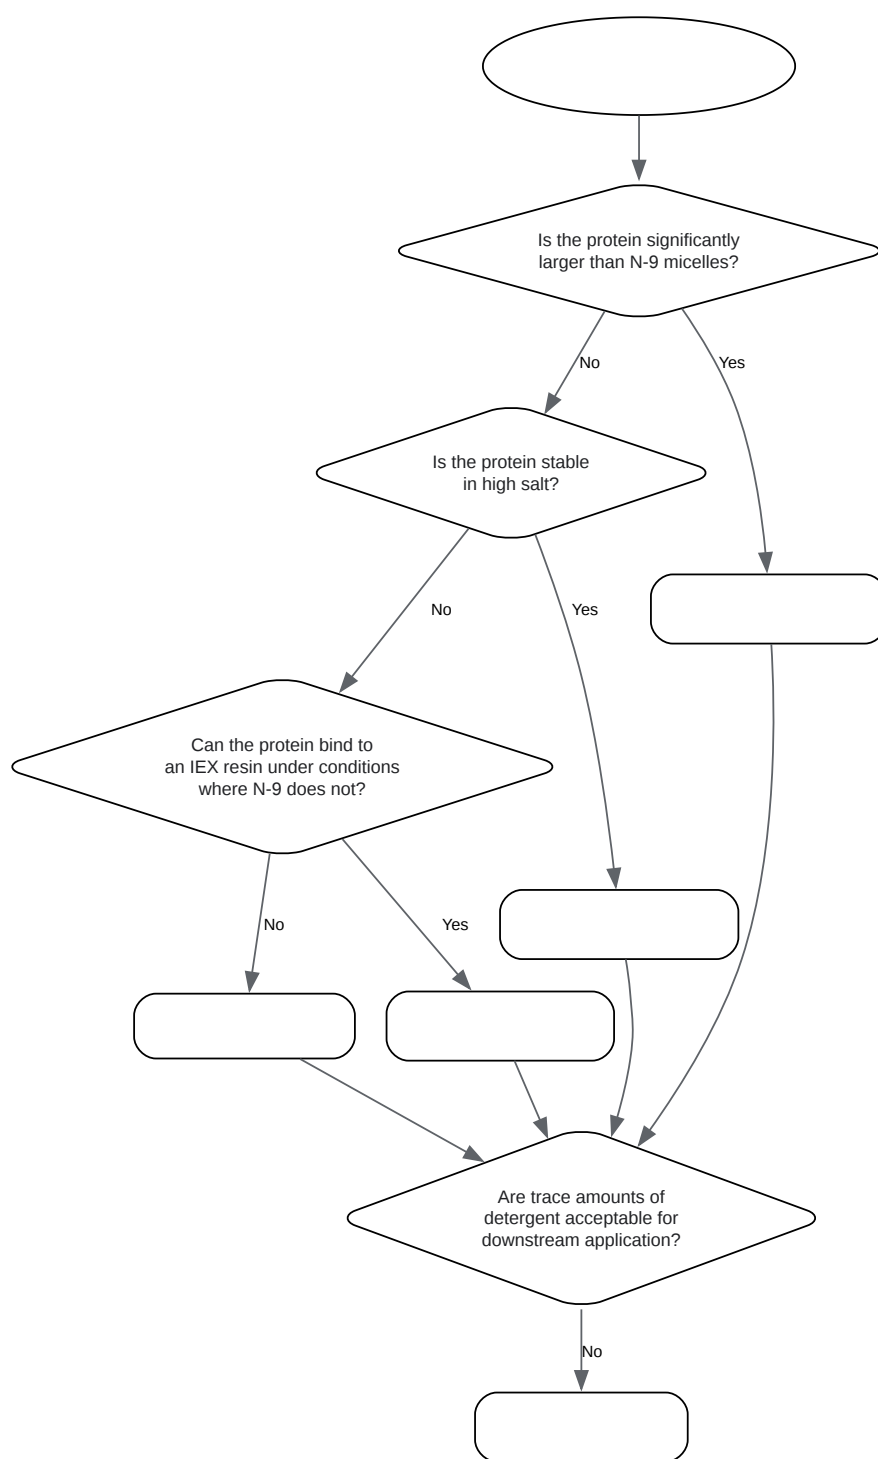 Is the protein significantly
larger than N-9 micelles?
No
Yes
Is the protein stable
in high salt?
No
Yes
Can the protein bind to
an IEX resin under conditions
where N-9 does not?
No
Yes
Are trace amounts of
detergent acceptable for
downstream application?
No